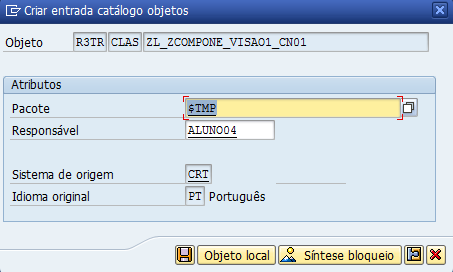 Criar entrada catálogo objetos
Objeto R3TR CLAS ZL_ZCOMPONE_VISAO1_CN01
Atributos
Pacote $TMP
Responsável ALUNO04
Sistema de origem CRT
Idioma original PT Português
Objeto local Síntese bloqueio